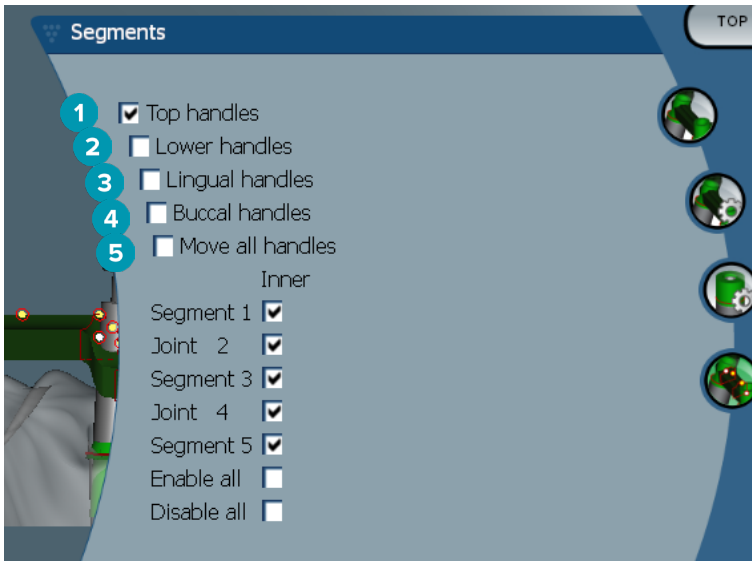 Segments
TOP
1 Top handles
2 Lower handles
3 Lingual handles
4 Buccal handles
5 Move all handles
Inner
Segment 1
Joint 2
Segment 3
Joint 4
Segment 5
Enable all
Disable all